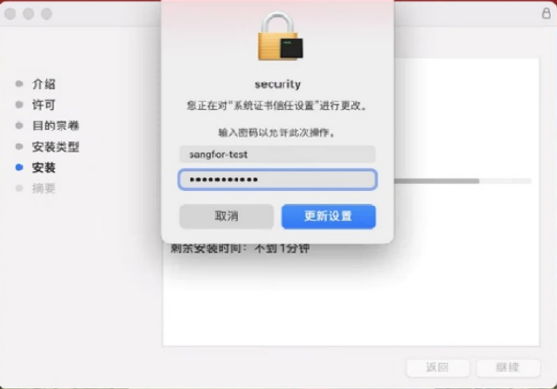 security
您正在对“系统证书信任设置”进行更改。
输入密码以允许此次操作。
sangfor-test
取消
更新设置
介绍
许可
目的宗卷
安装类型
安装
摘要
剩余安装时间：不到1分钟
返回
继续